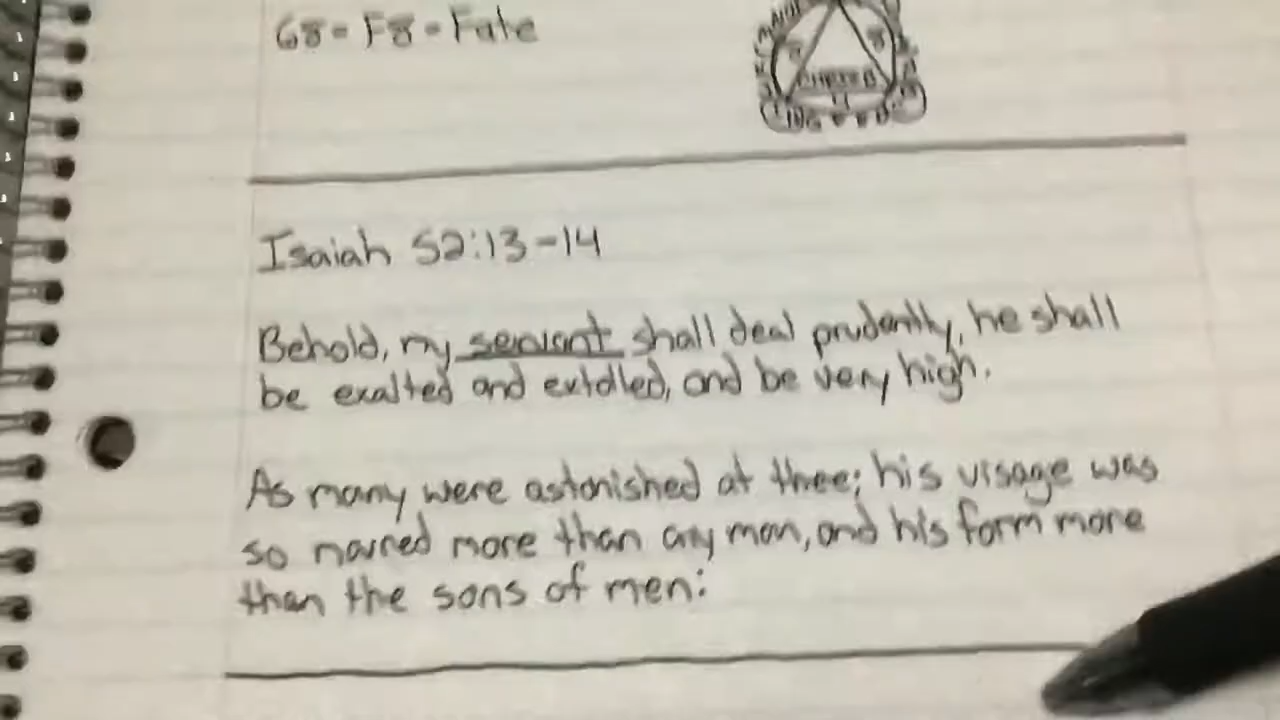 68 = F8 = Fate
Isaiah 52:13-14
Behold, my servant shall deal prudently, he shall
be exalted and extolled, and be very high.
As many were astonished at thee; his visage was
so marred more than any man, and his form more
than the sons of men: